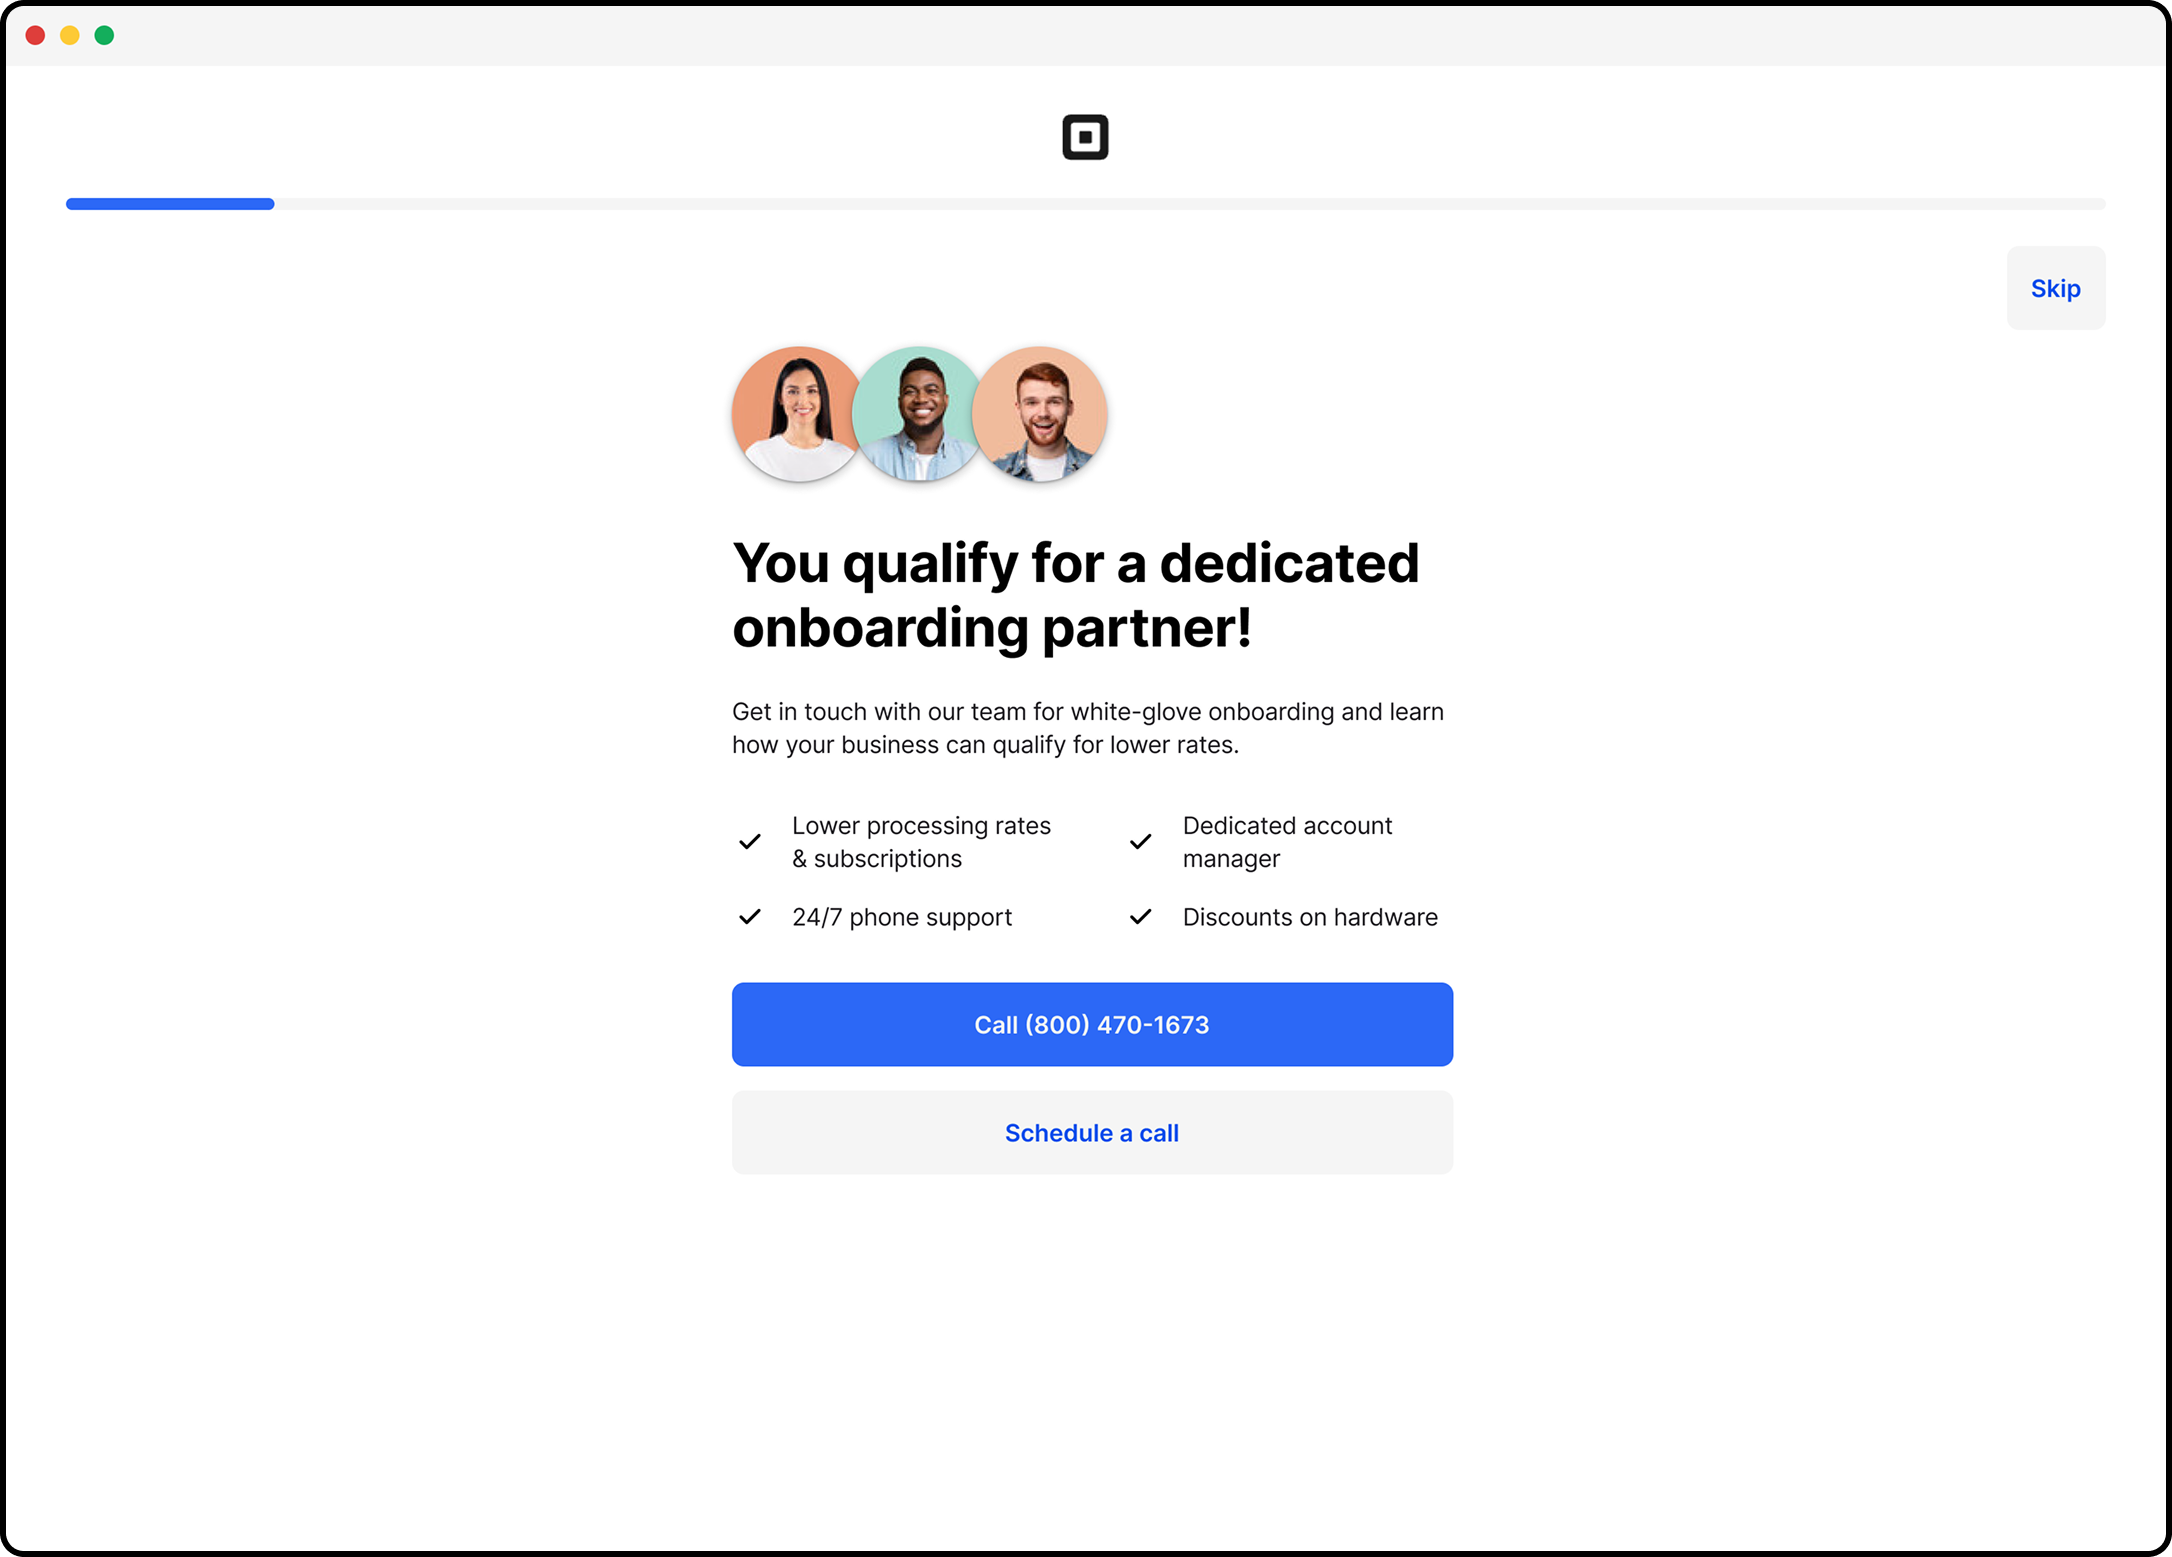 Skip
You qualify for a dedicated
onboarding partner!
Get in touch with our team for white-glove onboarding and learn
how your business can qualify for lower rates.
Lower processing rates
& subscriptions
Dedicated account
manager
24/7 phone support
Discounts on hardware
Call (800) 470-1673
Schedule a call